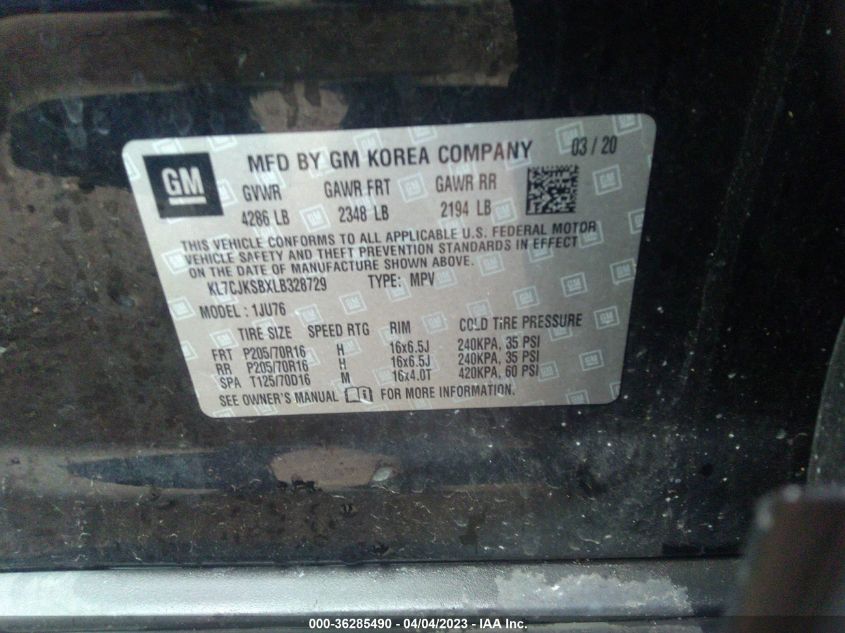 GM
MFD BY GM KOREA COMPANY 03 / 20
GVWR GAWR FRT GAWR RR
4286 LB 2348 LB 2194 LB
THIS VEHICLE CONFORMS TO ALL APPLICABLE U.S. FEDERAL MOTOR
VEHICLE SAFETY AND THEFT PREVENTION STANDARDS IN EFFECT
ON THE DATE OF MANUFACTURE SHOWN ABOVE.
KL7CJKSBXLB328729 TYPE: MPV
MODEL : 1JU76
TIRE SIZE SPEED RTG RIM COLD TIRE PRESSURE
FRT P205/70R16 H 16x6.5J 240KPA, 35 PSI
RR P205/70R16 H 16x6.5J 240KPA, 35 PSI
SPA T125/70D16 M 16x4.0T 420KPA, 60 PSI
SEE OWNER'S MANUAL FOR MORE INFORMATION.
000-36285490 - 04/04/2023 - IAA Inc.